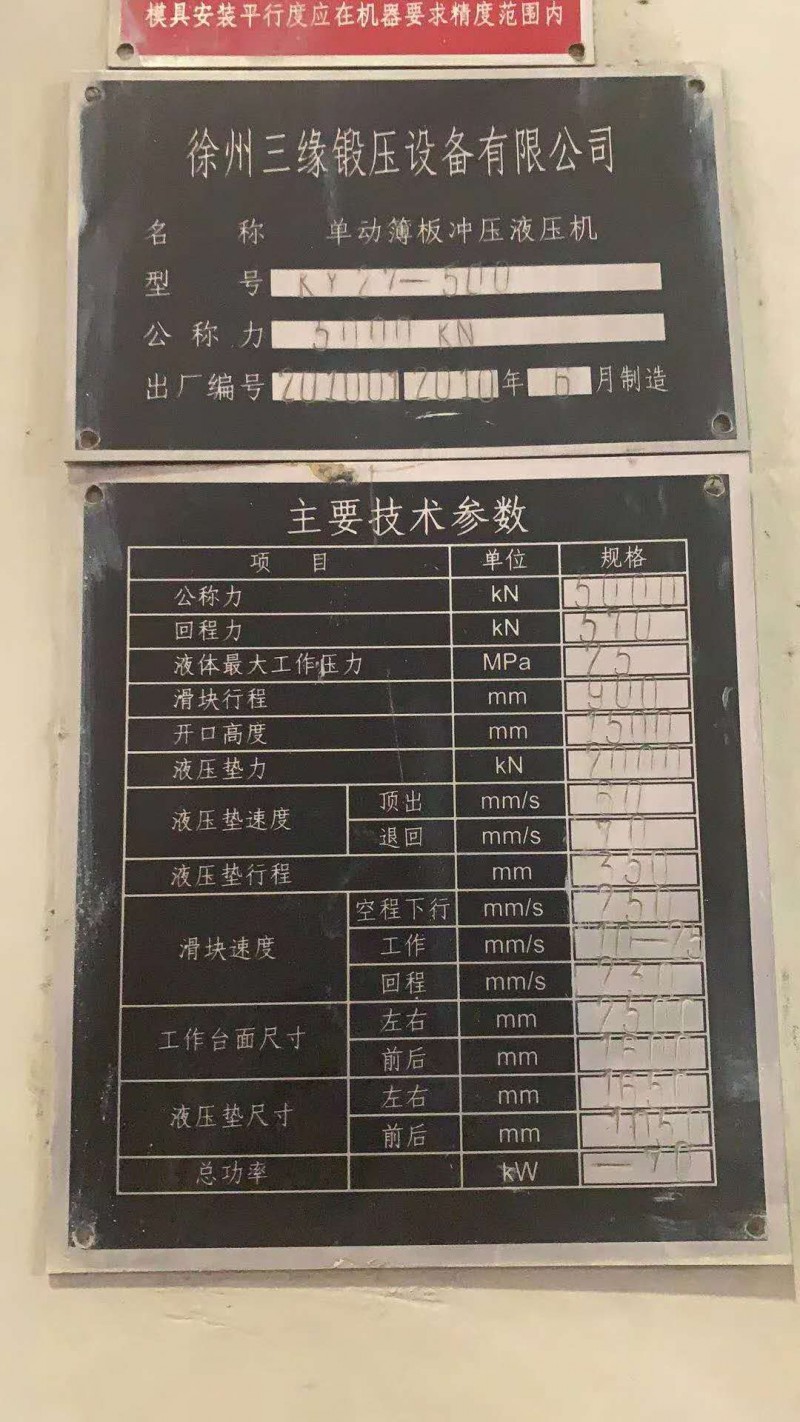 模具安装平行度应在机器要求精度范围内
徐州三缘锻压设备有限公司
名 称 单动薄板冲压液压机
型 号 KY27—500
公 称 力 5000 KN
出厂编号 201001 2010 年 6 月制造
主要技术参数
项 目 单位 规格
公称力 kN 5000
回程力 kN
液体最大工作压力 MPa 25
滑块行程 mm 900
开口高度 mm 1500
液压垫力 kN 2000
液压垫速度 顶出 mm/s
退回 mm/s
液压垫行程 mm 350
滑块速度 空程下行 mm/s 250
工作 mm/s 10—25
回程 mm/s 230
工作台面尺寸 左右 mm 2500
前后 mm 1500
液压垫尺寸 左右 mm 1650
前后 mm 1050
总功率 kW